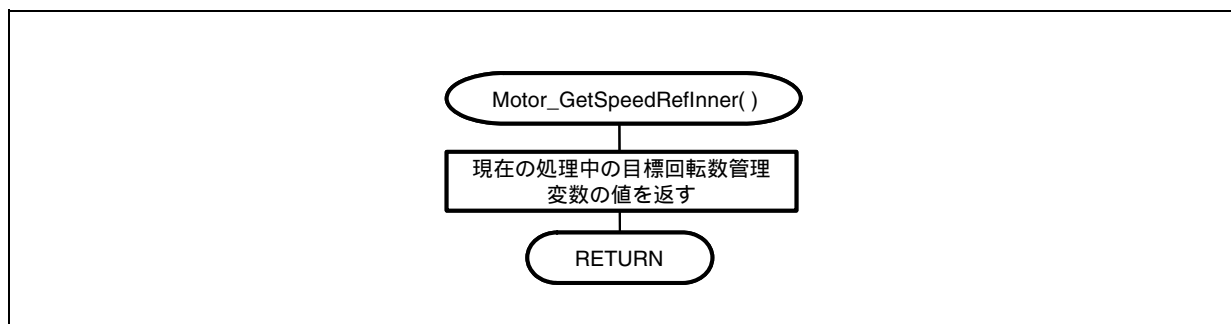 Motor_GetSpeedRefInner( )
現在の処理中の目標回転数管理
変数の値を返す
RETURN